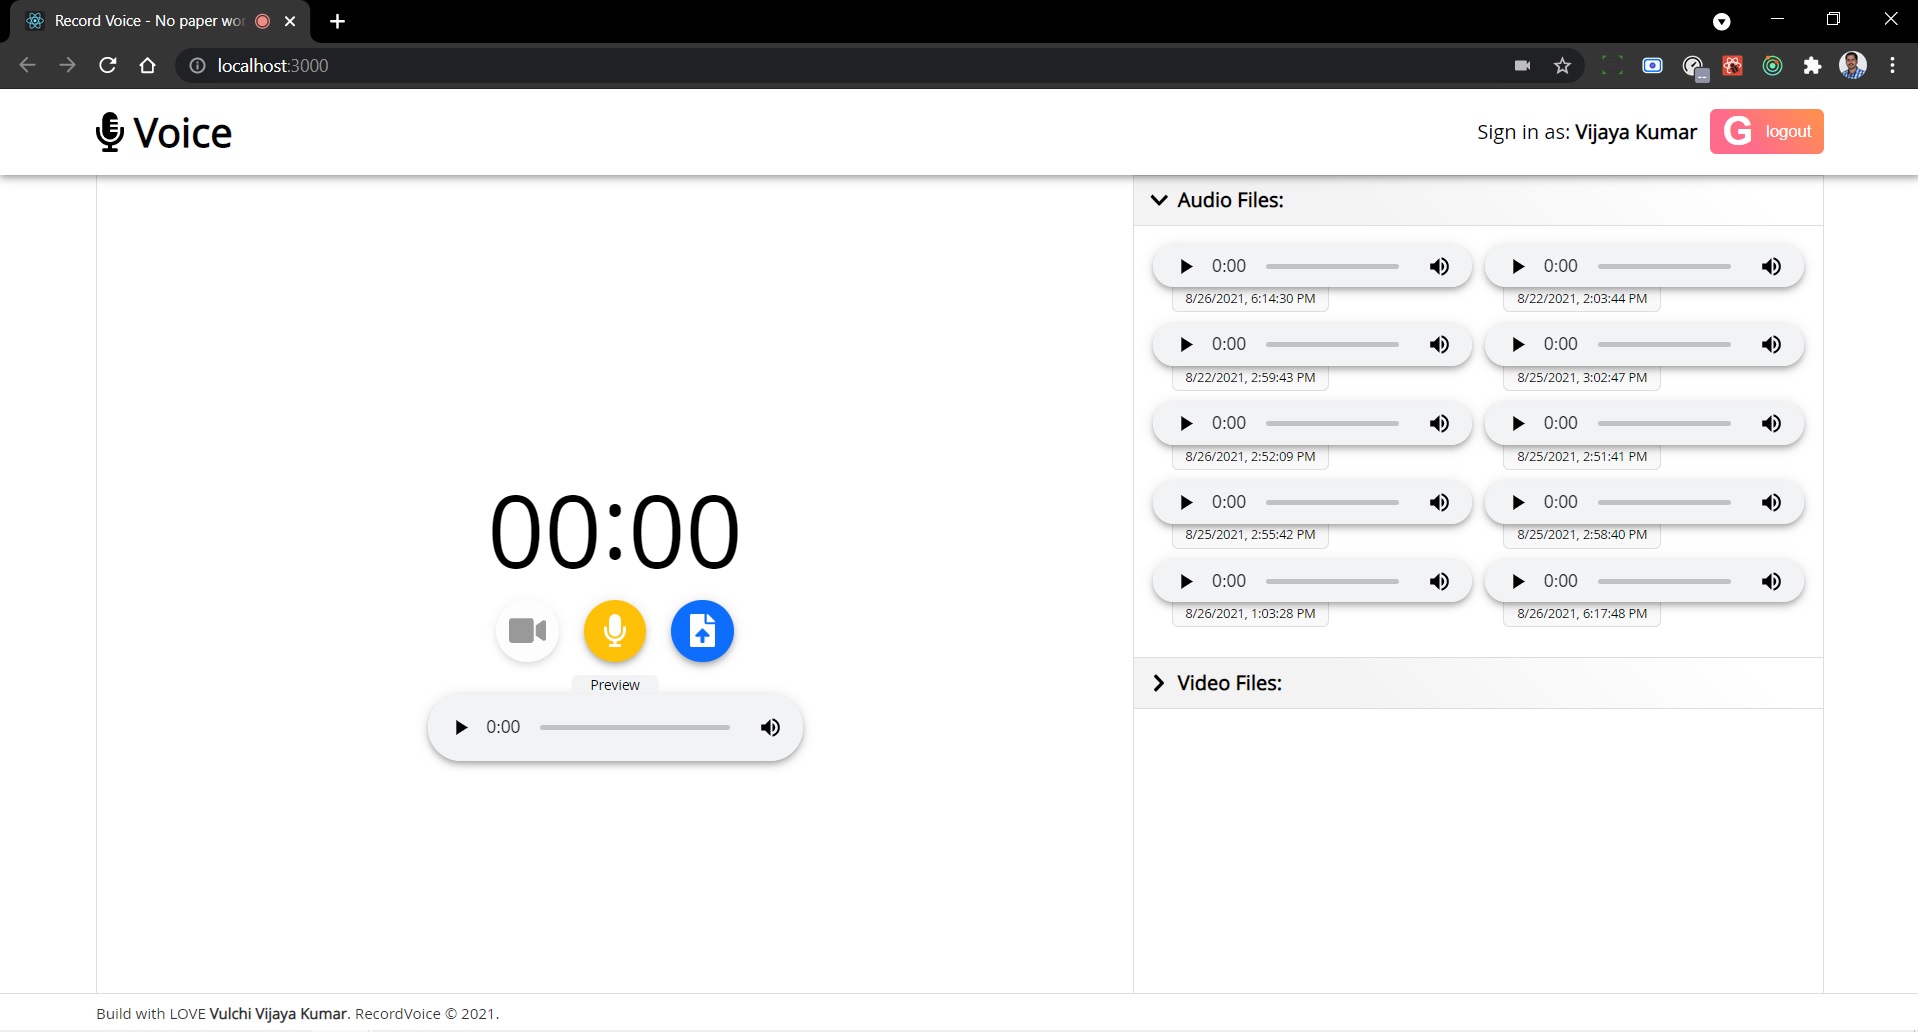 Record Voice - No paper wor
localhost:3000
Voice
Sign in as: Vijaya Kumar
G logout
Audio Files:
0:00 0:00
8/26/2021, 6:14:30 PM 8/22/2021, 2:03:44 PM
0:00 0:00
8/22/2021, 2:59:43 PM 8/25/2021, 3:02:47 PM
0:00 0:00
8/26/2021, 2:52:09 PM 8/25/2021, 2:51:41 PM
0:00 0:00
8/25/2021, 2:55:42 PM 8/25/2021, 2:58:40 PM
0:00 0:00
8/26/2021, 1:03:28 PM 8/26/2021, 6:17:48 PM
Video Files:
00:00
Preview
0:00
Build with LOVE Vulchi Vijaya Kumar. RecordVoice © 2021.